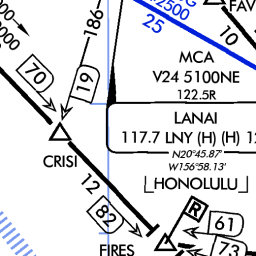 186
G
2500
25
FAV
10
MCA
V24 5100NE
122.5R
70
19
LANAI
117.7 LNY (H) (H) 12
N20°45.87'
W156°58.13'
CRISI
HONOLULU
12
82
R
61
FIRES
73